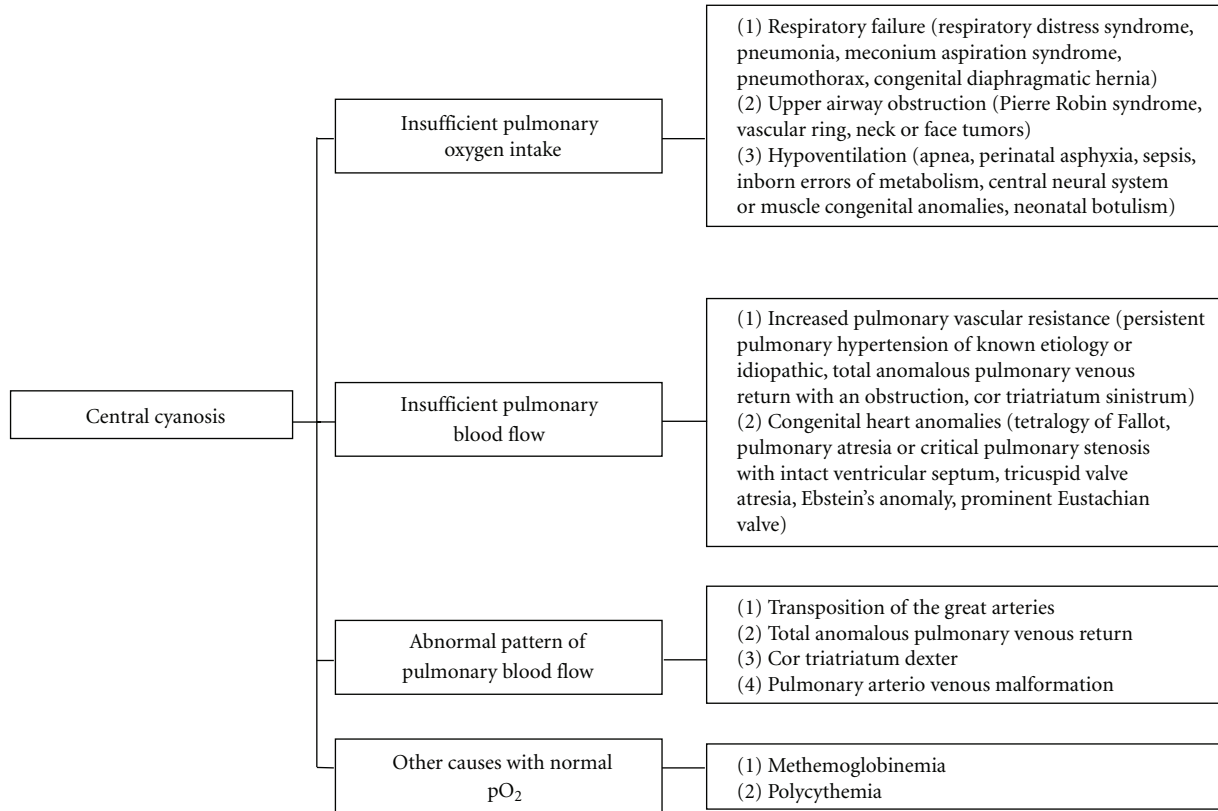 Central cyanosis
Insufficient pulmonary
oxygen intake
(1) Respiratory failure (respiratory distress syndrome,
pneumonia, meconium aspiration syndrome,
pneumothorax, congenital diaphragmatic hernia)
(2) Upper airway obstruction (Pierre Robin syndrome,
vascular ring, neck or face tumors)
(3) Hypoventilation (apnea, perinatal asphyxia, sepsis,
inborn errors of metabolism, central neural system
or muscle congenital anomalies, neonatal botulism)
Insufficient pulmonary
blood flow
(1) Increased pulmonary vascular resistance (persistent
pulmonary hypertension of known etiology or
idiopathic, total anomalous pulmonary venous
return with an obstruction, cor triatriatum sinistrum)
(2) Congenital heart anomalies (tetralogy of Fallot,
pulmonary atresia or critical pulmonary stenosis
with intact ventricular septum, tricuspid valve
atresia, Ebstein’s anomaly, prominent Eustachian
valve)
Abnormal pattern of
pulmonary blood flow
(1) Transposition of the great arteries
(2) Total anomalous pulmonary venous return
(3) Cor triatriatum dexter
(4) Pulmonary arterio venous malformation
Other causes with normal
pO₂
(1) Methemoglobinemia
(2) Polycythemia